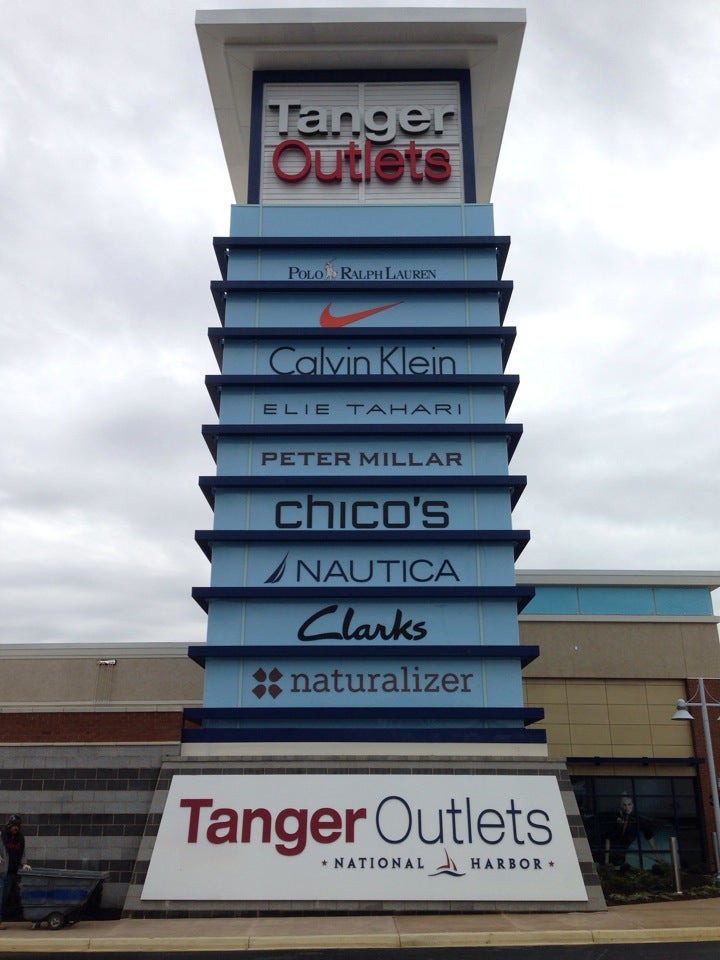 Tanger
Outlets
POLO RALPH LAUREN
Calvin Klein
ELIE TAHARI
PETER MILLAR
chico's
NAUTICA
Clarks
naturalizer
Tanger Outlets
NATIONAL HARBOR